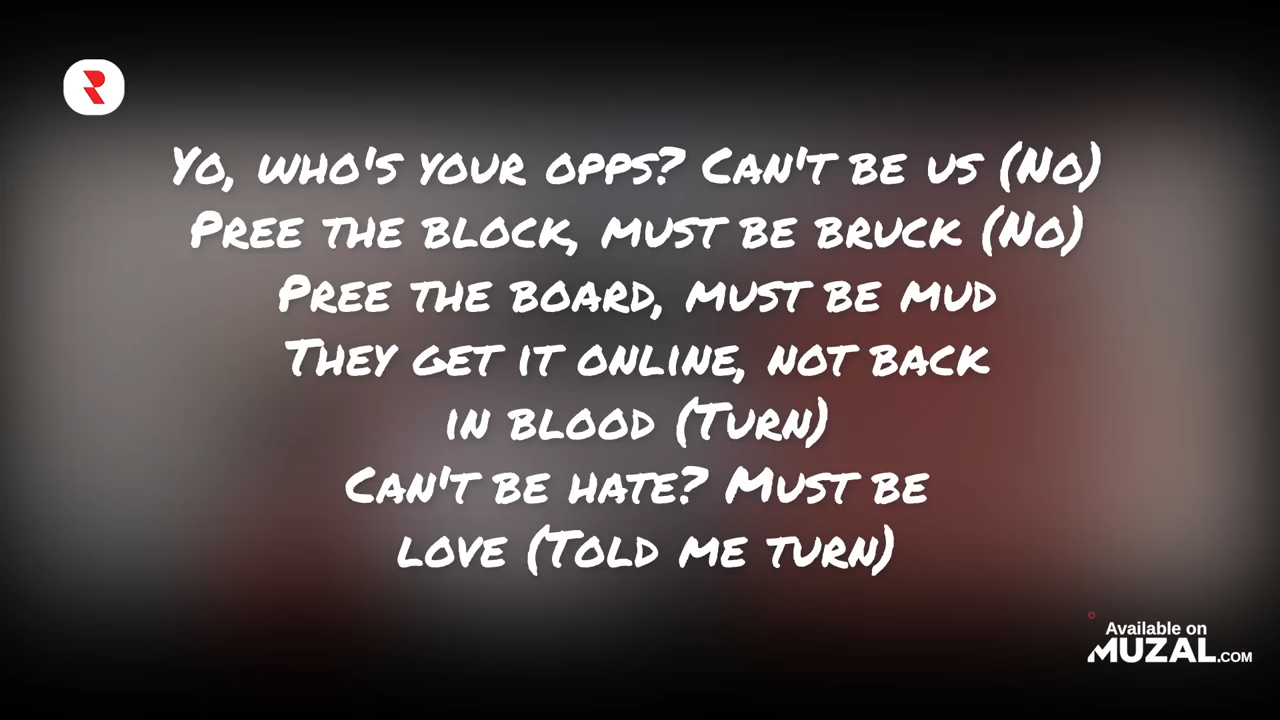 Yo, who's your opps? Can't be us (No)
Pree the block, must be bruck (No)
Pree the board, must be mud
They get it online, not back
in blood (Turn)
Can't be hate? Must be
love (Told me turn)
Available on
MUZAL.COM